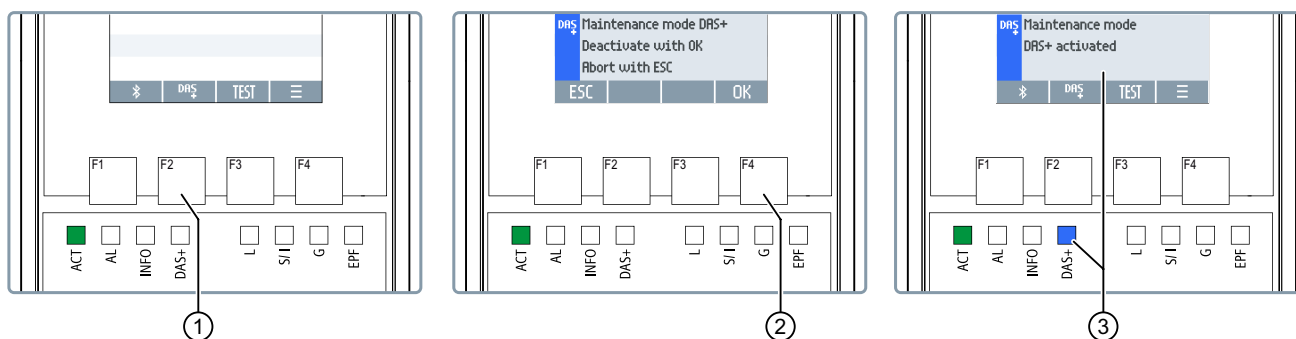 DAS+ TEST
F1 F2 F3 F4
ACT AL INFO DAS+ L S/I G EPF
1
DAS+ Maintenance mode DAS+
Deactivate with OK
Abort with ESC
ESC OK
F1 F2 F3 F4
ACT AL INFO DAS+ L S/I G EPF
2
DAS+ Maintenance mode
DAS+ activated
DAS+ TEST
F1 F2 F3 F4
ACT AL INFO DAS+ L S/I G EPF
3